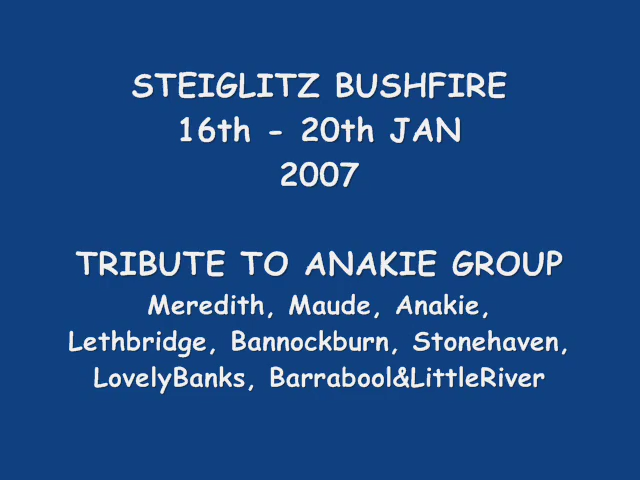 STEIGLITZ BUSHFIRE
16th - 20th JAN
2007
TRIBUTE TO ANAKIE GROUP
Meredith, Maude, Anakie,
Lethbridge, Bannockburn, Stonehaven,
LovelyBanks, Barrabool&LittleRiver